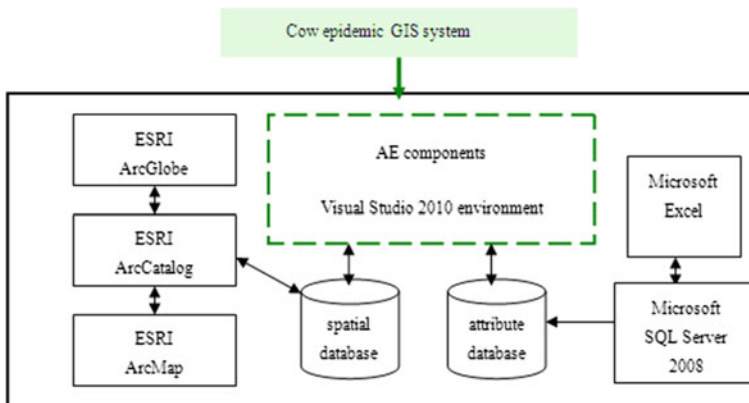 Cow epidemic GIS system
ESRI
ArcGlobe
AE components
Visual Studio 2010 environment
Microsoft
Excel
ESRI
ArcCatalog
spatial
database
attribute
database
Microsoft
SQL Server
2008
ESRI
ArcMap